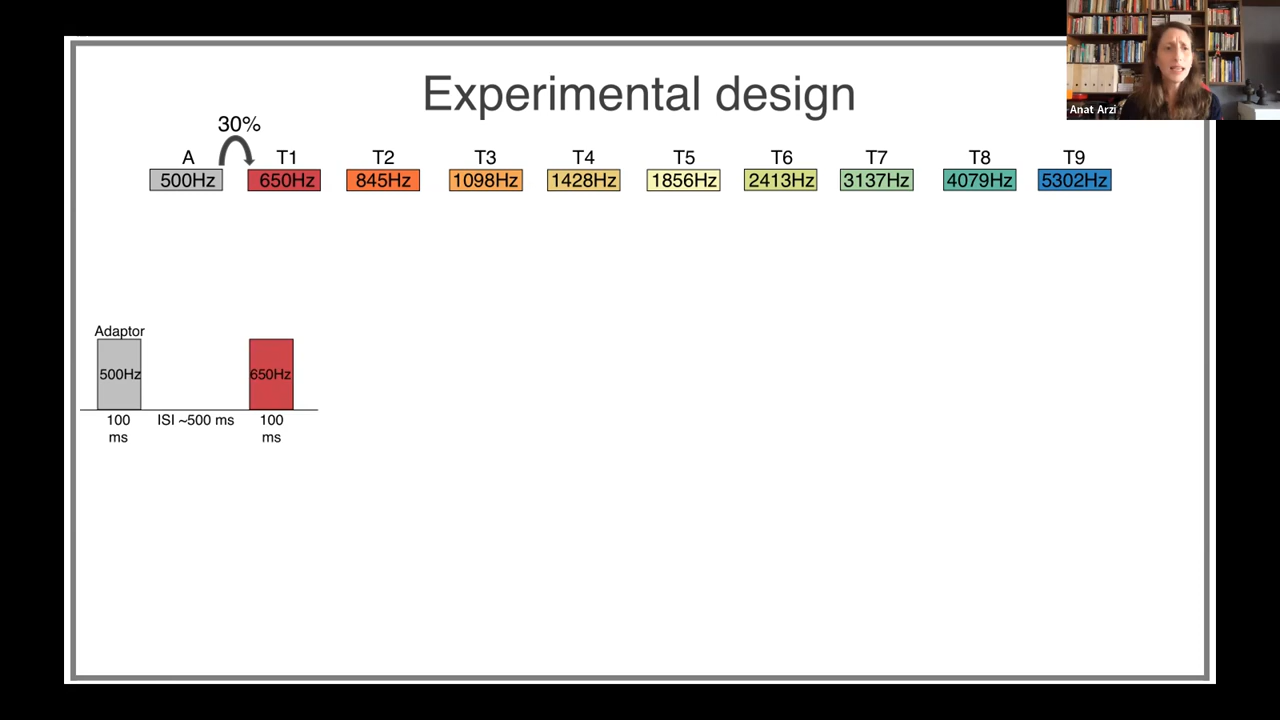 Experimental design
Anat Arzi
30%
A T1 T2 T3 T4 T5 T6 T7 T8 T9
500Hz 650Hz 845Hz 1098Hz 1428Hz 1856Hz 2413Hz 3137Hz 4079Hz 5302Hz
Adaptor
500Hz 650Hz
100 ISI ~500 ms 100
ms ms